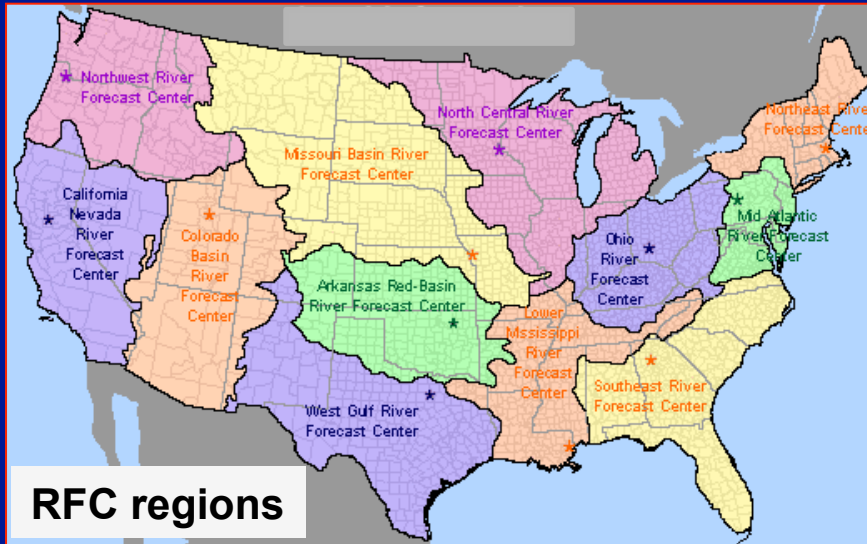 Northwest River
Forecast Center
North Central River
Forecast Center
Northeast River
Forecast Center
Missouri Basin River
Forecast Center
California
Nevada
River
Forecast
Center
Colorado
Basin
River
Forecast
Center
Ohio
River
Forecast
Center
Mid-Atlantic
River Forecast
Center
Arkansas Red-Basin
River Forecast Center
Lower
Mississippi
River
Forecast
Center
Southeast River
Forecast Center
West Gulf River
Forecast Center
RFC regions